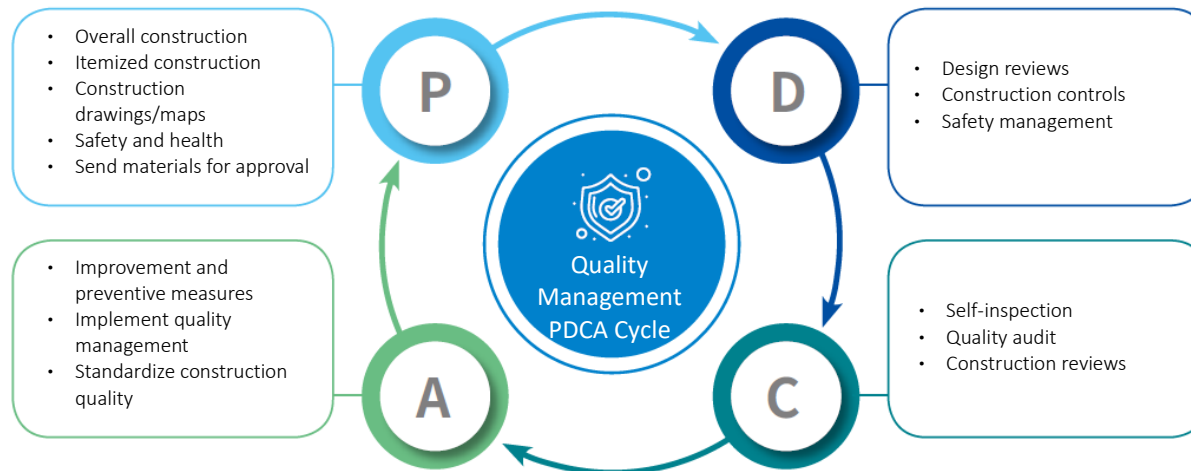 • Overall construction
• Itemized construction
• Construction
drawings/maps
• Safety and health
• Send materials for approval
P
D
• Design reviews
• Construction controls
• Safety management
Quality
Management
PDCA Cycle
• Improvement and
preventive measures
• Implement quality
management
• Standardize construction
quality
A
C
• Self-inspection
• Quality audit
• Construction reviews